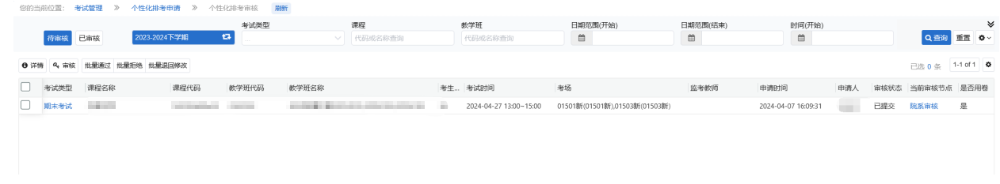 您的当前位置： 考试管理 》 个性化排考申请 》 个性化排考审核 刷新
待审核 已审核 2023-2024下学期 考试类型 ... 课程 代码或名称查询 教学班 代码或名称查询 日期范围(开始) 日期范围(结束) 时间(开始) 查询 重置
详情 审核 批量通过 批量拒绝 批量退回修改 已选 0 条 1-1 of 1
考试类型 课程名称 课程代码 教学班代码 教学班名称 考生... 考试时间 考场 监考教师 申请时间 申请人 审核状态 当前审核节点 是否用卷
期末考试 2024-04-27 13:00~15:00 01501新(01501新),01503新(01503新) 2024-04-07 16:09:31 已提交 院系审核 是